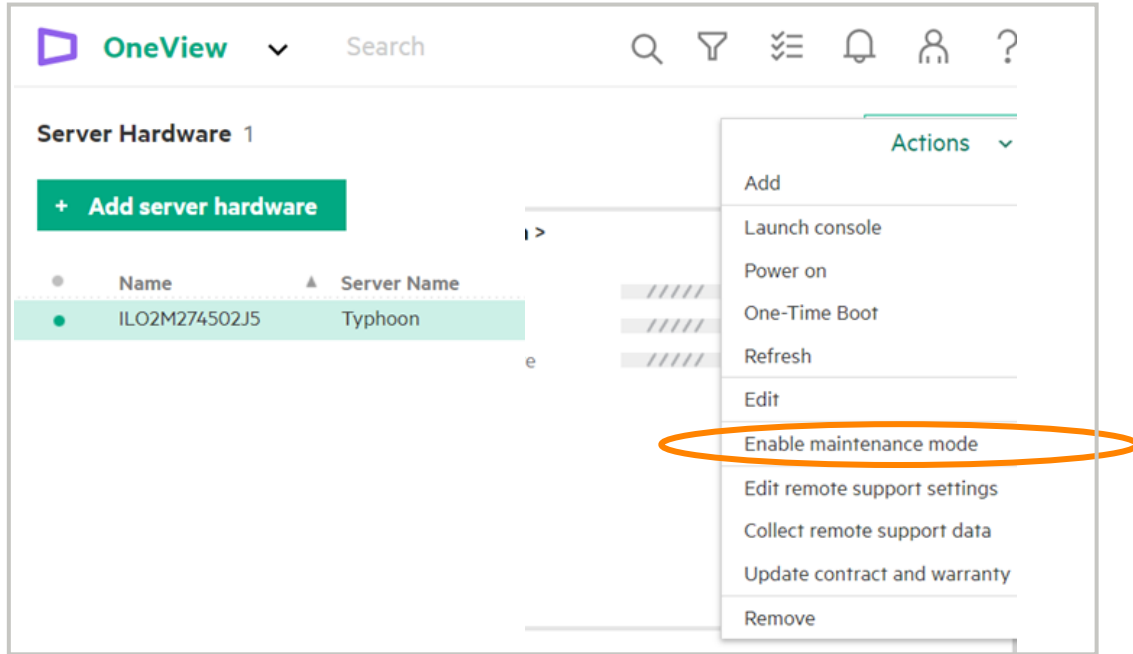 OneView Search ?
Server Hardware 1
Actions
+ Add server hardware
Add
Launch console
Power on
One-Time Boot
Refresh
Edit
Enable maintenance mode
Edit remote support settings
Collect remote support data
Update contract and warranty
Remove
>
Name Server Name
ILO2M274502J5 Typhoon
e